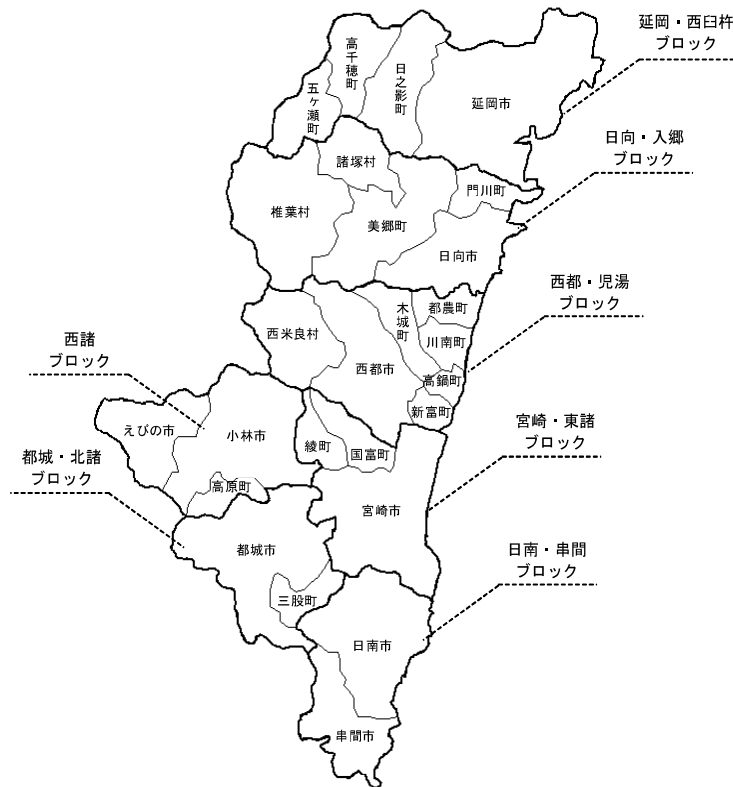 延岡・西臼杵
ブロック
高千穂町
日之影町
五ヶ瀬町
延岡市
日向・入郷
ブロック
諸塚村
門川町
椎葉村
美郷町
日向市
西都・児湯
ブロック
木城町
都農町
西米良村
川南町
西都市
高鍋町
新富町
西諸
ブロック
えびの市
小林市
綾町
国富町
宮崎・東諸
ブロック
都城・北諸
ブロック
高原町
宮崎市
都城市
日南・串間
ブロック
三股町
日南市
串間市